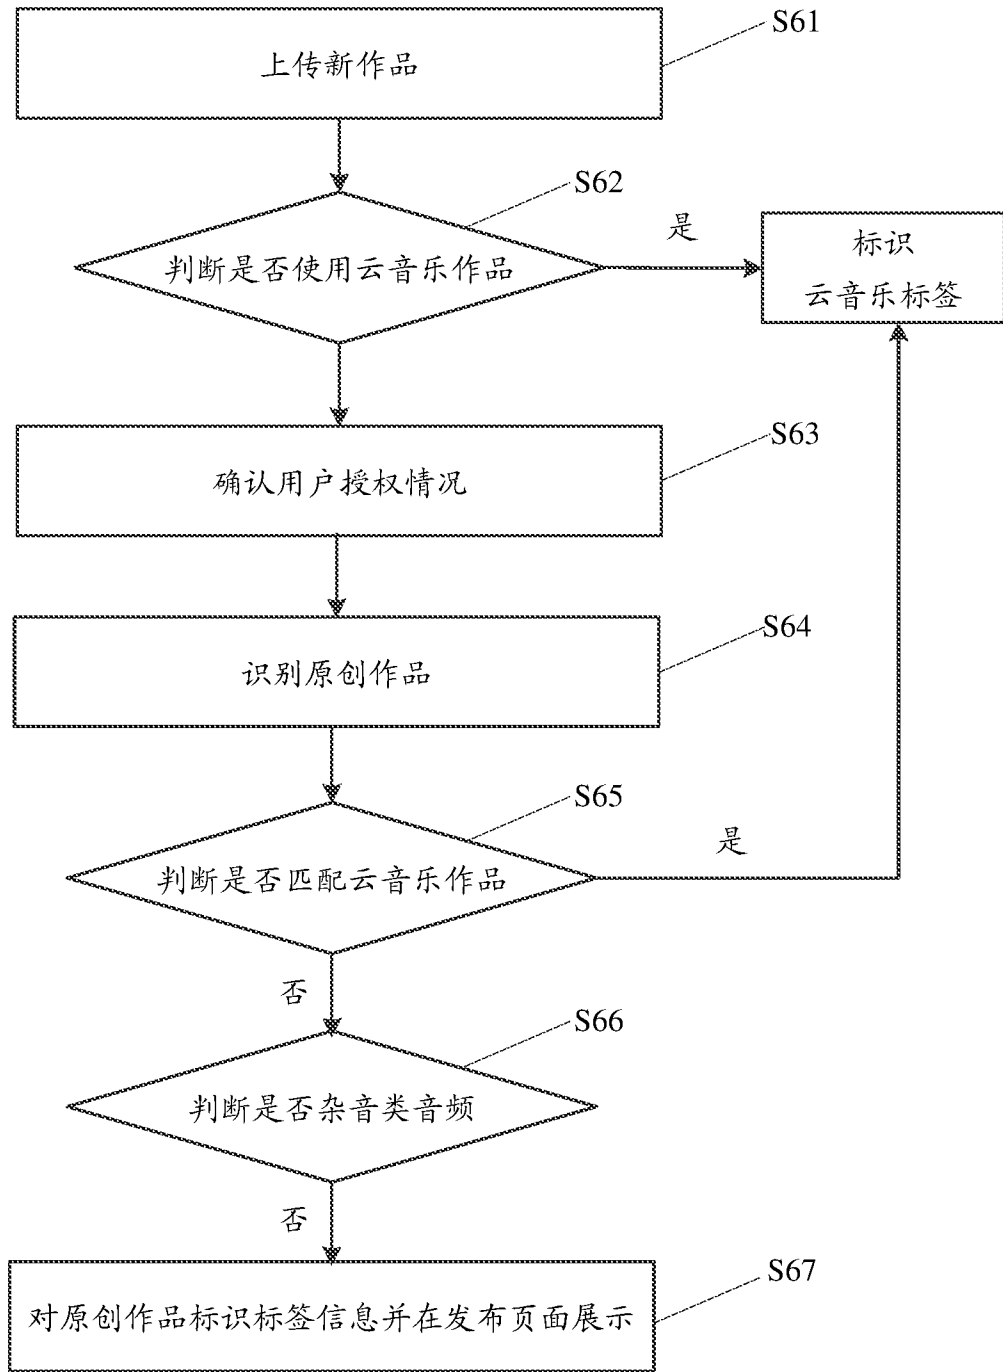 S61
上传新作品
S62
判断是否使用云音乐作品
是
标识
云音乐标签
S63
确认用户授权情况
S64
识别原创作品
S65
判断是否匹配云音乐作品
是
否
S66
判断是否杂音类音频
否
S67
对原创作品标识标签信息并在发布页面展示